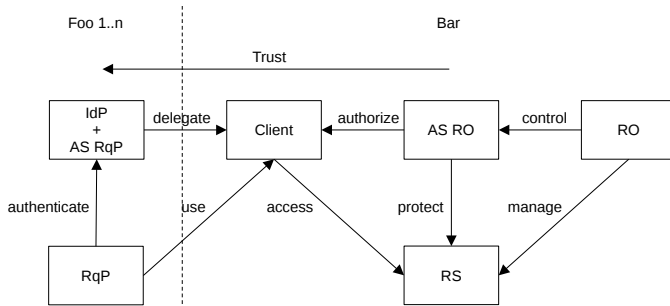 Foo 1..n
Bar
Trust
IdP
+
AS RqP
delegate
Client
authorize
AS RO
control
RO
authenticate
use
access
protect
manage
RqP
RS